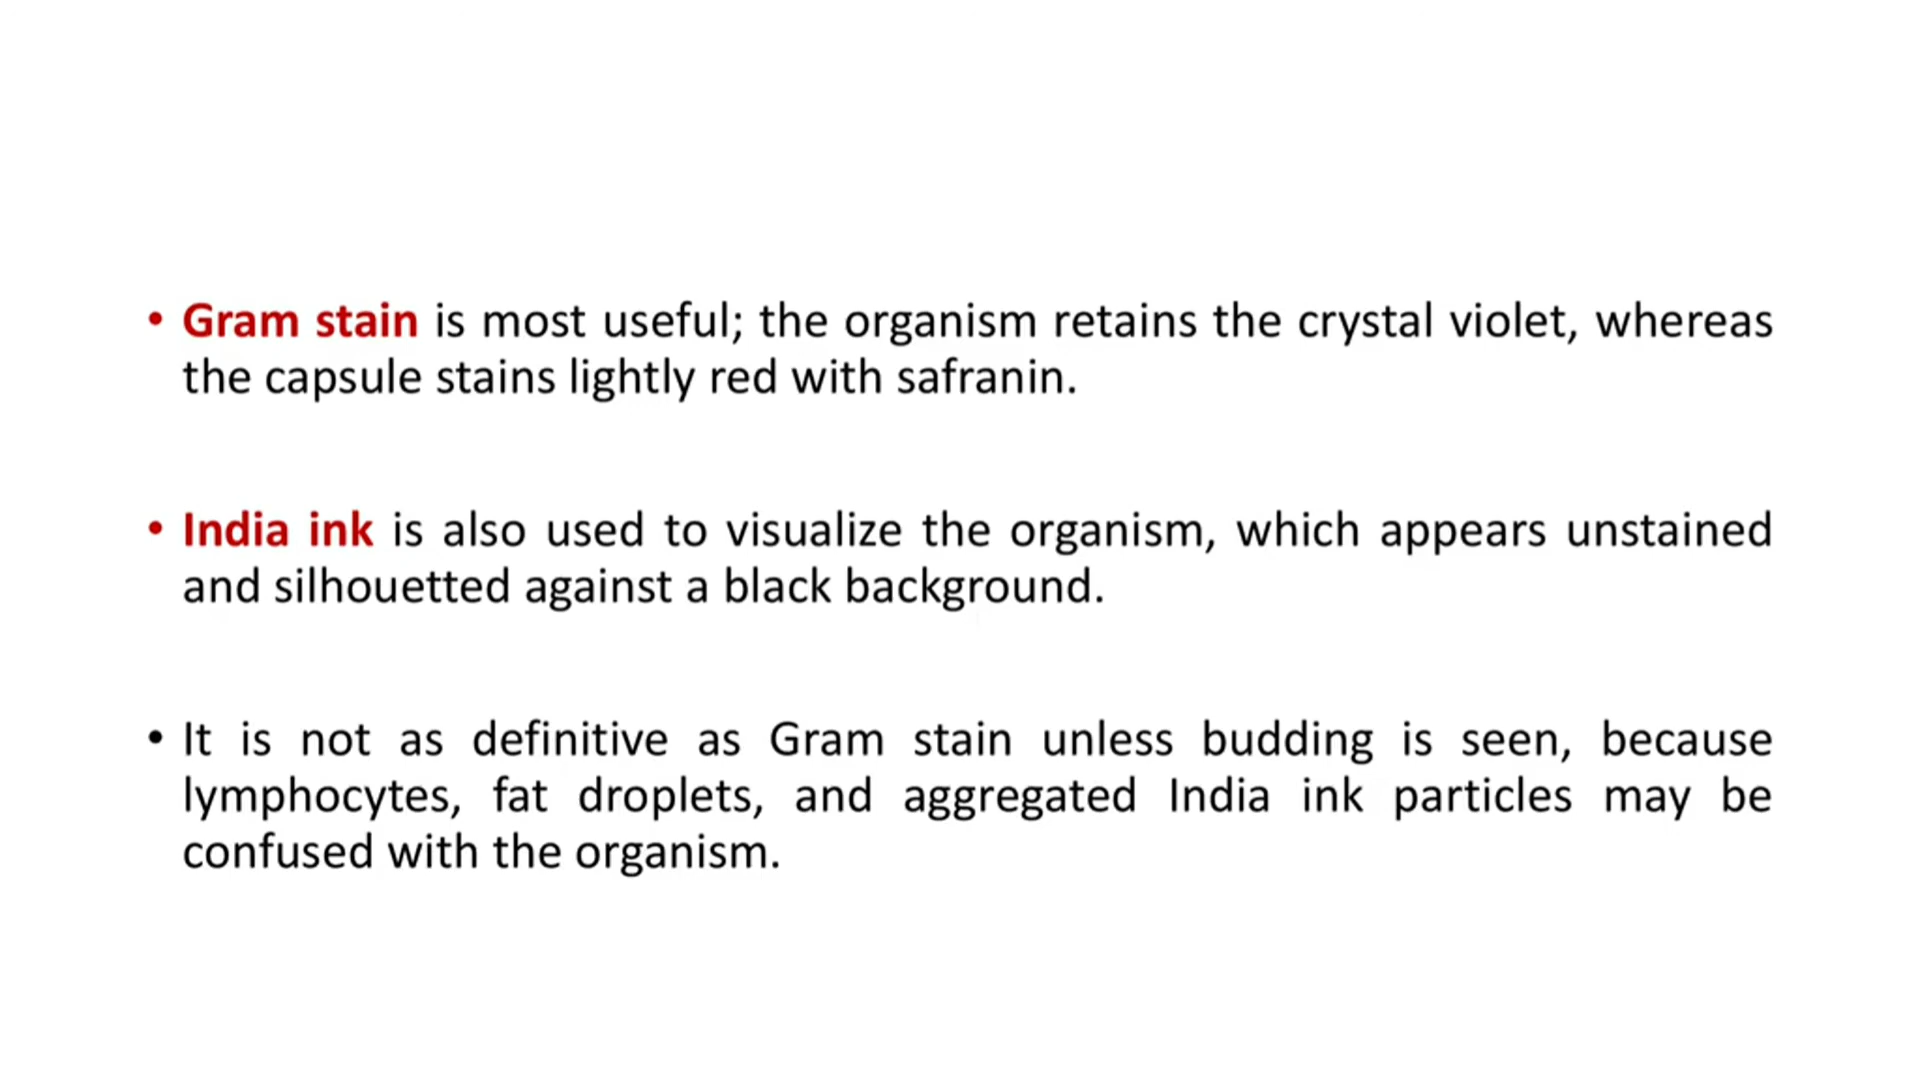 • Gram stain is most useful; the organism retains the crystal violet, whereas
the capsule stains lightly red with safranin.
• India ink is also used to visualize the organism, which appears unstained
and silhouetted against a black background.
• It is not as definitive as Gram stain unless budding is seen, because
lymphocytes, fat droplets, and aggregated India ink particles may be
confused with the organism.